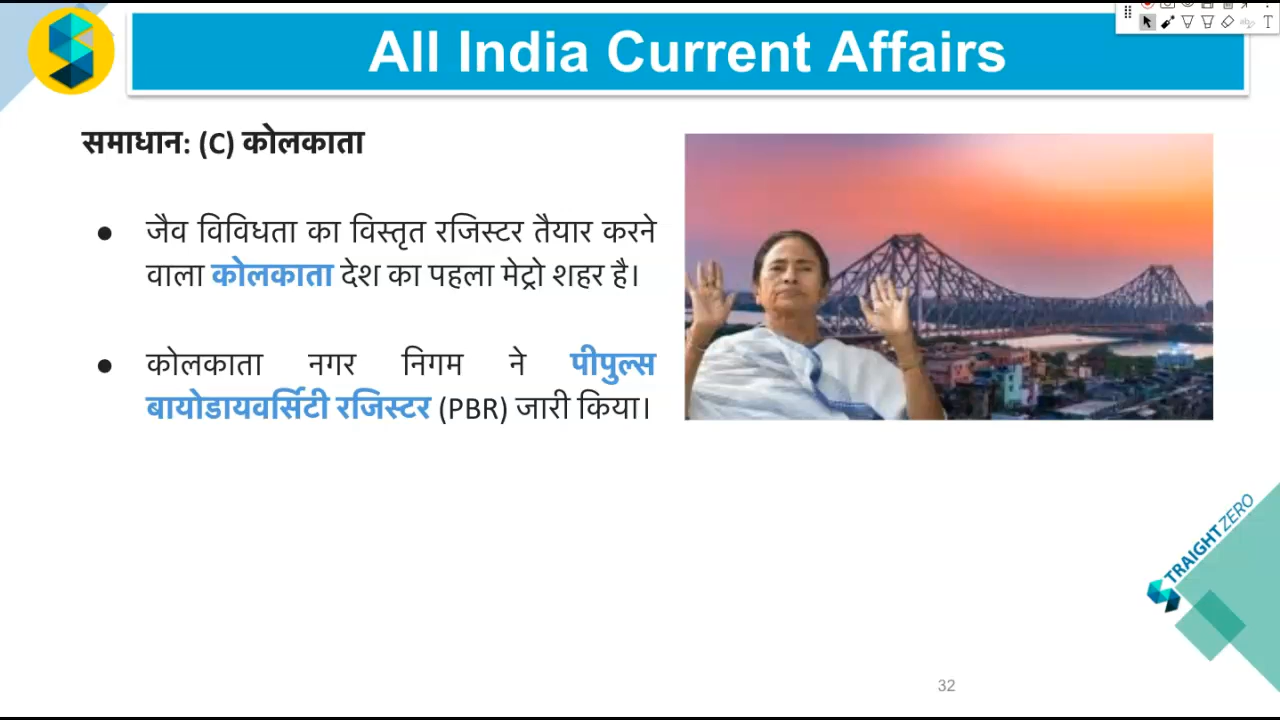 All India Current Affairs
समाधान: (C) कोलकाता
● जैव विविधता का विस्तृत रजिस्टर तैयार करने
वाला कोलकाता देश का पहला मेट्रो शहर है।
● कोलकाता नगर निगम ने पीपुल्स
बायोडायवर्सिटी रजिस्टर (PBR) जारी किया।
TRAIGHTZERO
32